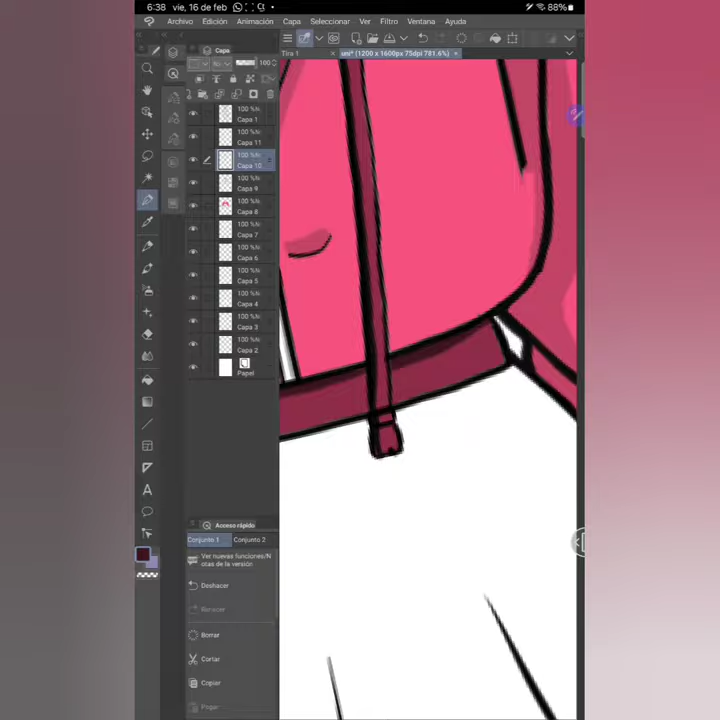 6:38 vie, 16 de feb
88%
Archivo Edición Animación Capa Seleccionar Ver Filtro Ventana Ayuda
Tira 1
uni* (1200 x 1600px 75dpi 781.6%)
Capa
100
100 %
Capa 1
100 %
Capa 11
100 %
Capa 10
100 %
Capa 9
100 %
Capa 8
100 %
Capa 7
100 %
Capa 6
100 %
Capa 5
100 %
Capa 4
100 %
Capa 3
100 %
Capa 2
Papel
Acceso rápido
Conjunto 1 Conjunto 2
Ver nuevas funciones/N
otas de la versión
Deshacer
Rehacer
Borrar
Cortar
Copiar
Pegar